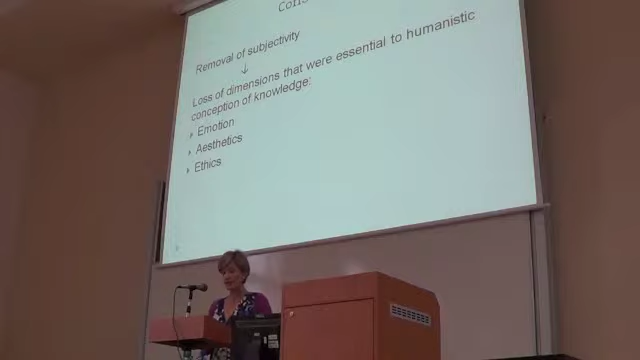 Removal of subjectivity
↓
Loss of dimensions that were essential to humanistic
conception of knowledge:
Emotion
Aesthetics
Ethics